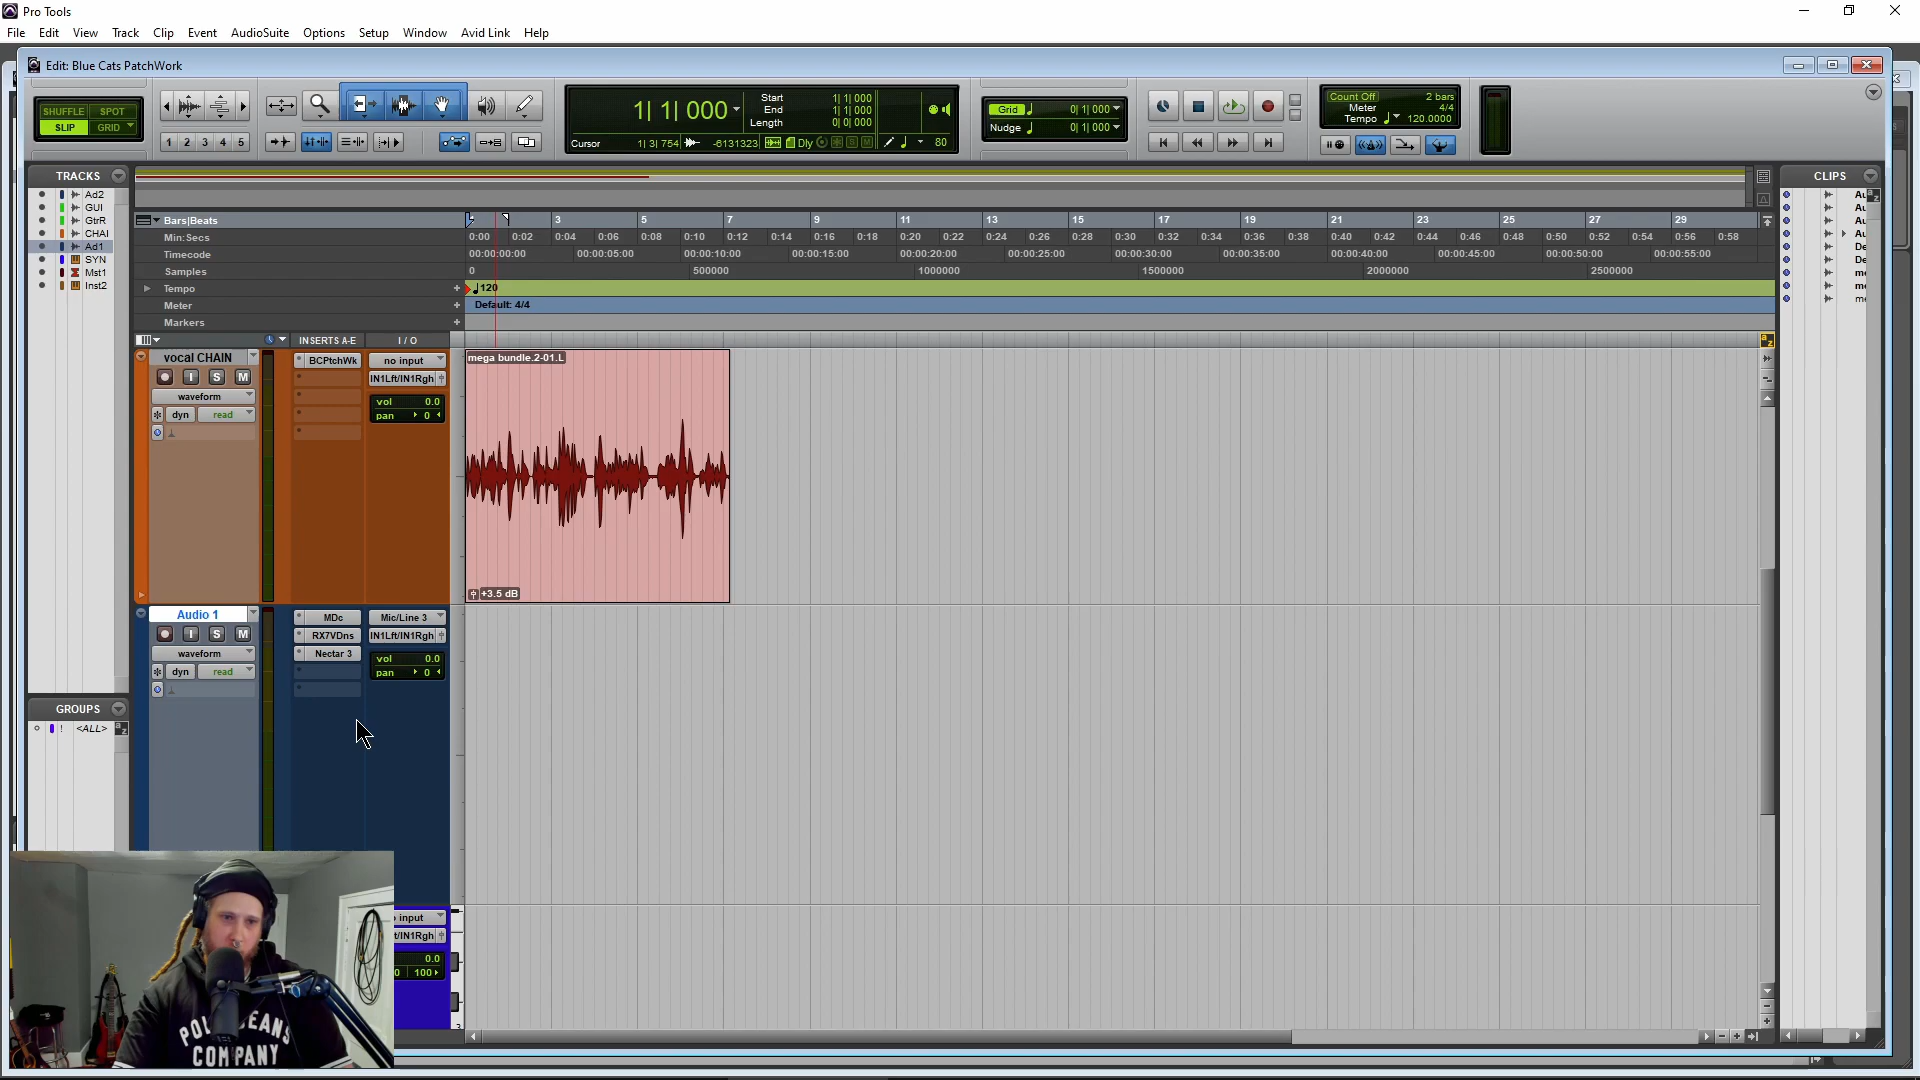 Pro Tools
File Edit View Track Clip Event AudioSuite Options Setup Window Avid Link Help
Edit: Blue Cats PatchWork
SHUFFLE SPOT
SLIP GRID
1 2 3 4 5
1| 1| 000
Start 1| 1| 000
End 1| 1| 000
Length 0| 0| 000
Cursor 1| 3| 754 -6131323 Dly 80
Grid 0| 1| 000
Nudge 0| 1| 000
Count Off 2 bars
Meter 4/4
Tempo 120.0000
TRACKS
Ad2
GUI
GtrR
CHAI
Ad1
SYN
Mst1
Inst2
GROUPS
! <ALL>
CLIPS
Bars|Beats 3 5 7 9 11 13 15 17 19 21 23 25 27 29
Min:Secs 0:00 0:02 0:04 0:06 0:08 0:10 0:12 0:14 0:16 0:18 0:20 0:22 0:24 0:26 0:28 0:30 0:32 0:34 0:36 0:38 0:40 0:42 0:44 0:46 0:48 0:50 0:52 0:54 0:56 0:58
Timecode 00:00:00:00 00:00:05:00 00:00:10:00 00:00:15:00 00:00:20:00 00:00:25:00 00:00:30:00 00:00:35:00 00:00:40:00 00:00:45:00 00:00:50:00 00:00:55:00
Samples 0 500000 1000000 1500000 2000000 2500000
Tempo 120
Meter Default: 4/4
Markers
INSERTS A-E I / O
vocal CHAIN BCPtchWk no input
I S M IN1Lft/IN1Rgh
waveform vol 0.0
dyn read pan 0
mega bundle.2-01.L
+3.5 dB
Audio 1 MDc Mic/Line 3
I S M RX7VDns IN1Lft/IN1Rgh
waveform Nectar 3 vol 0.0
dyn read pan 0
input
t/IN1Rgh
0.0
0 100
COMPANY